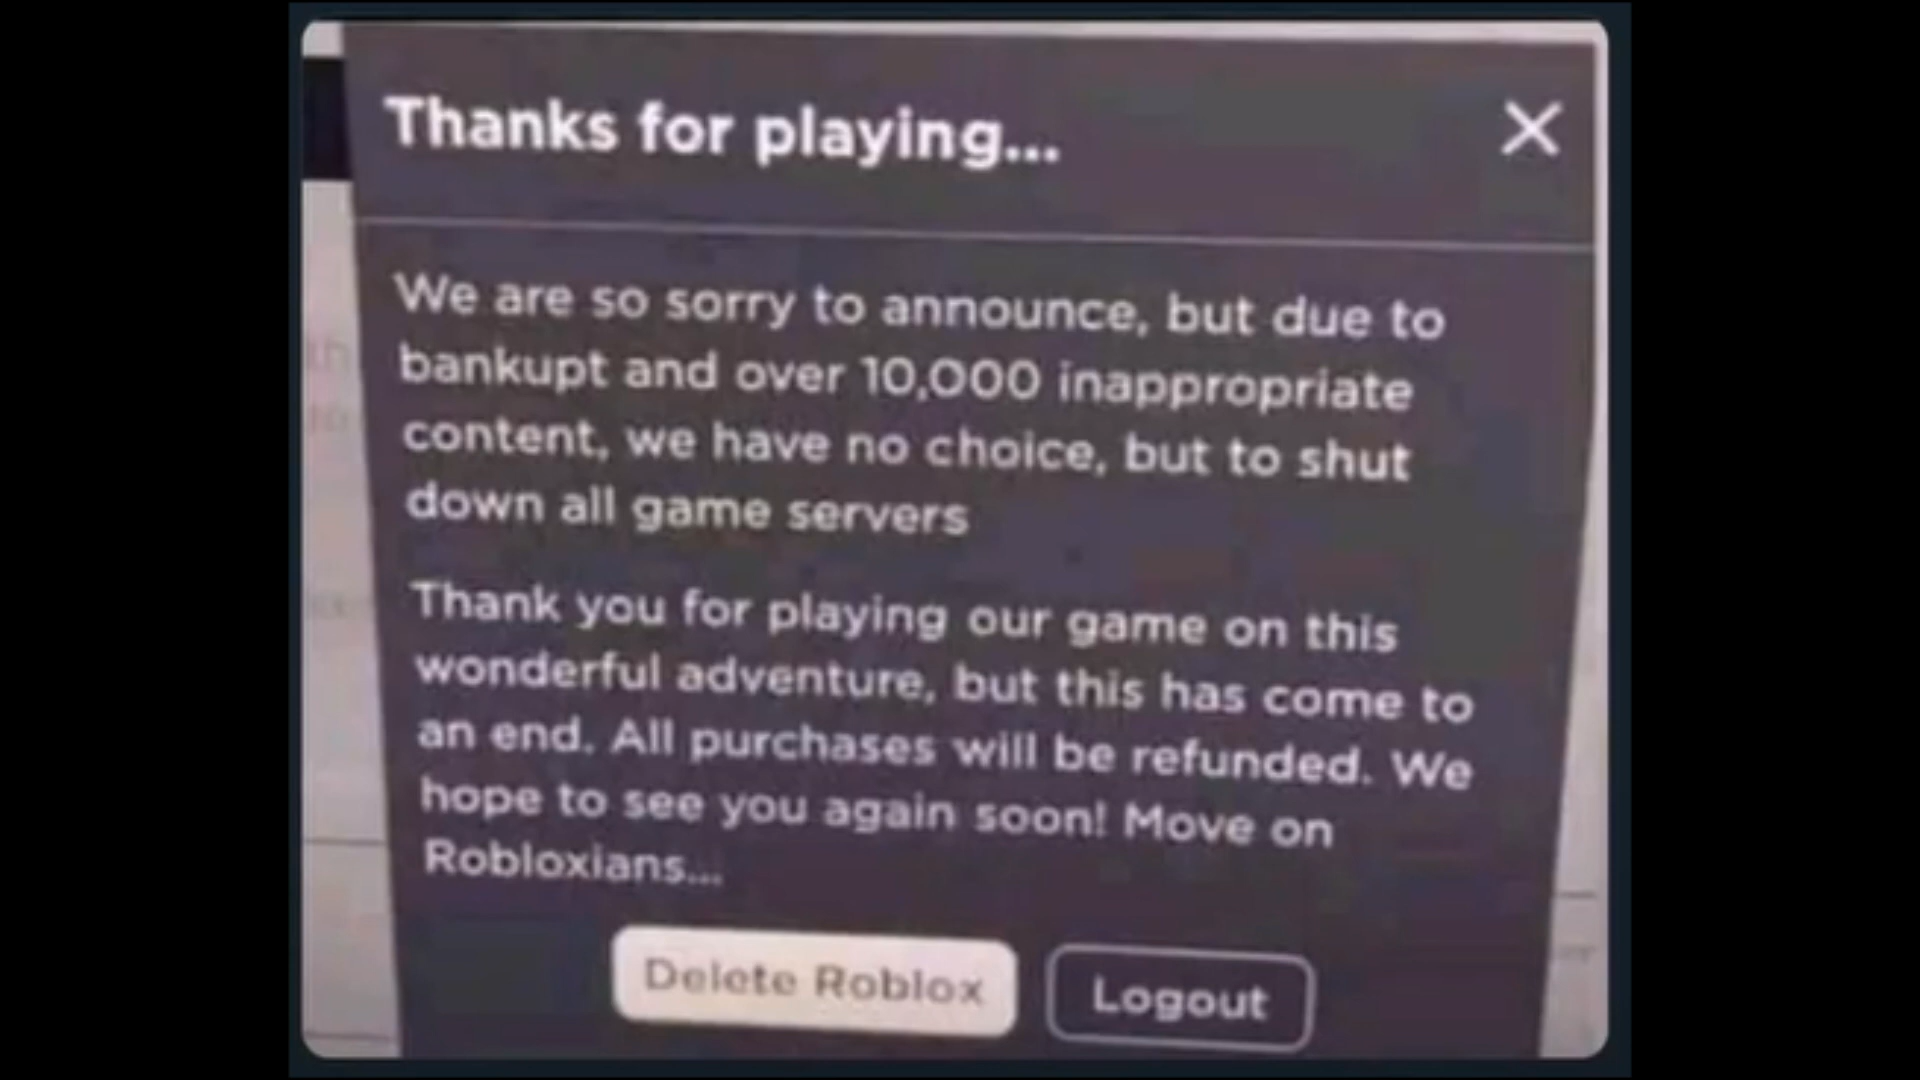 Thanks for playing...
We are so sorry to announce, but due to
bankupt and over 10,000 inappropriate
content, we have no choice, but to shut
down all game servers
Thank you for playing our game on this
wonderful adventure, but this has come to
an end. All purchases will be refunded. We
hope to see you again soon! Move on
Robloxians...
Delete Roblox
Logout